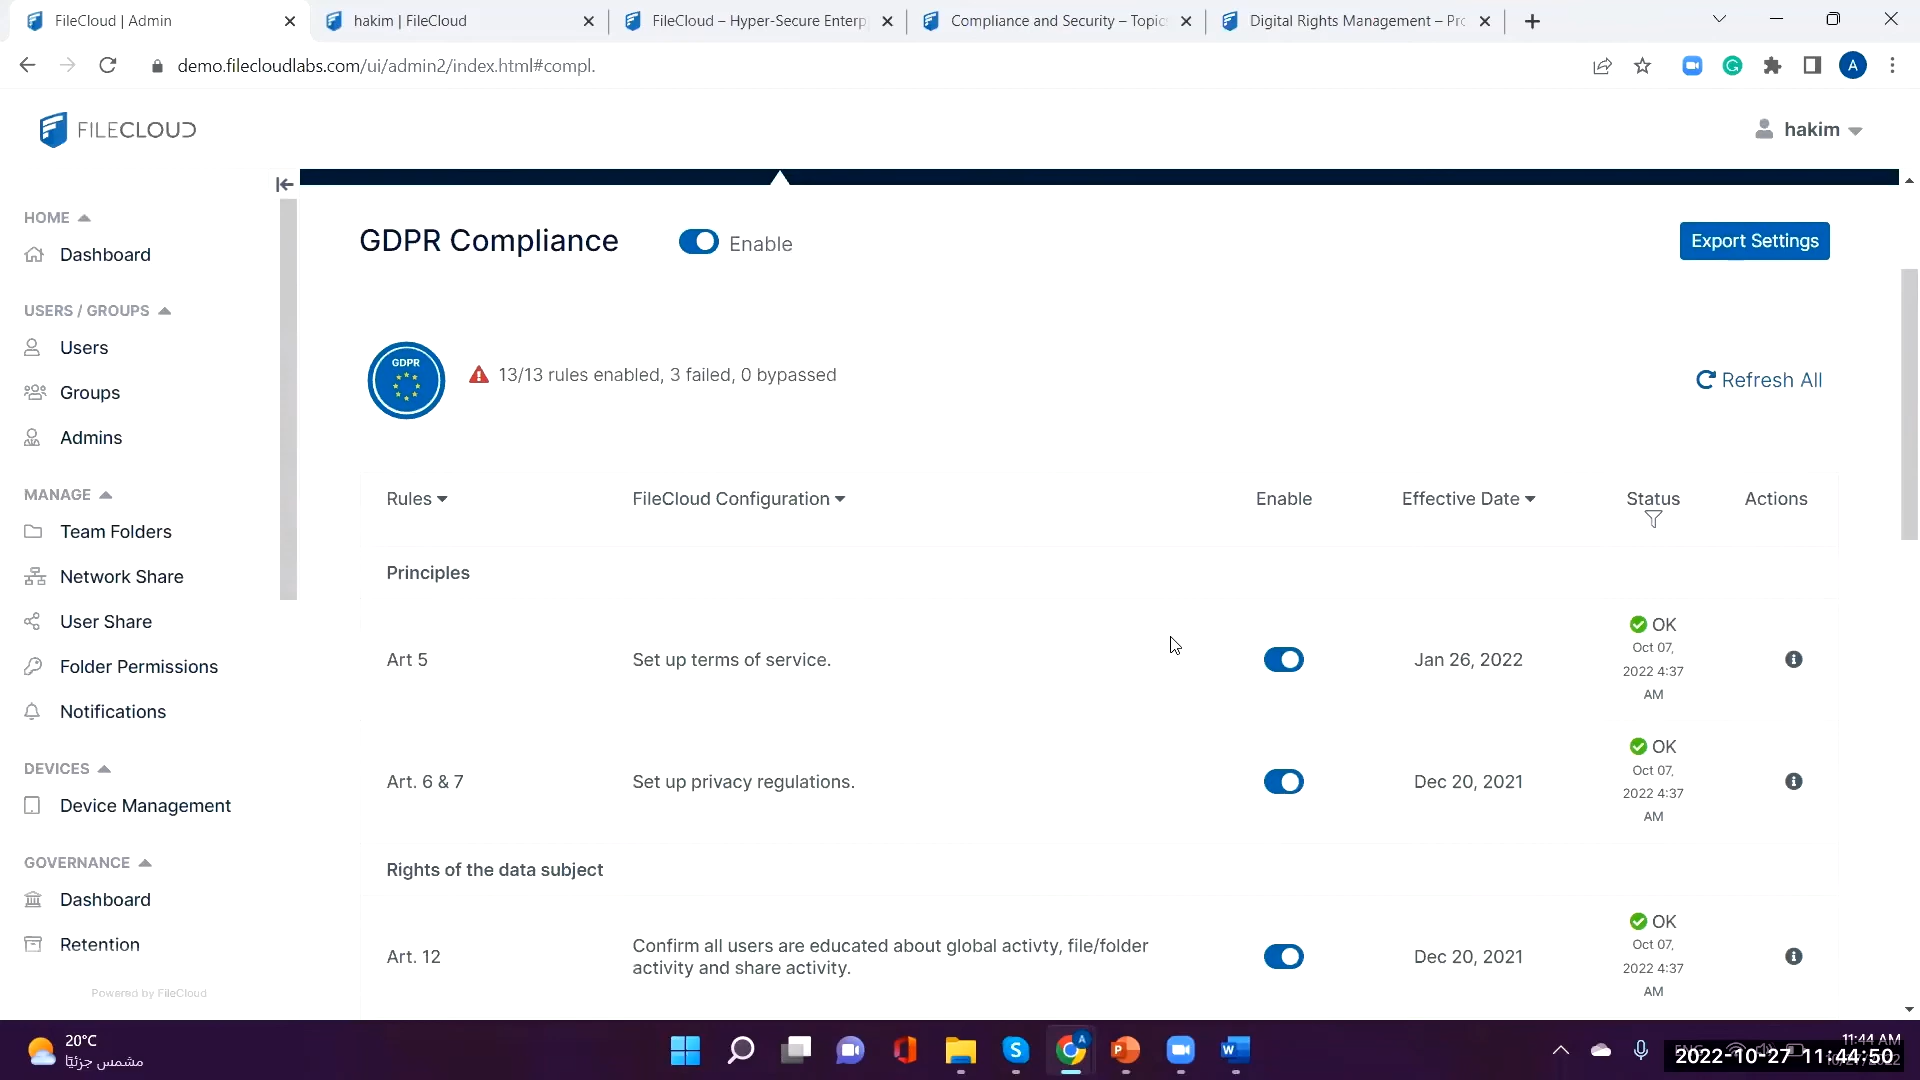 FileCloud | Admin
hakim | FileCloud
FileCloud – Hyper-Secure Enterp
Compliance and Security – Topic
Digital Rights Management – Pro
demo.filecloudlabs.com/ui/admin2/index.html#compl.
A
FILECLOUD
hakim
HOME
Dashboard
USERS / GROUPS
Users
Groups
Admins
MANAGE
Team Folders
Network Share
User Share
Folder Permissions
Notifications
DEVICES
Device Management
GOVERNANCE
Dashboard
Retention
Powered by FileCloud
GDPR Compliance
Enable
Export Settings
GDPR
13/13 rules enabled, 3 failed, 0 bypassed
Refresh All
Rules FileCloud Configuration Enable Effective Date Status Actions
Principles
Art 5 Set up terms of service. Jan 26, 2022
OK
Oct 07,
2022 4:37
AM
Art. 6 & 7 Set up privacy regulations. Dec 20, 2021
OK
Oct 07,
2022 4:37
AM
Rights of the data subject
Art. 12
Confirm all users are educated about global activty, file/folder
activity and share activity.
Dec 20, 2021
OK
Oct 07,
2022 4:37
AM
20°C
مشمس جزئيًا
11:44 AM
2022-10-27 11:44:50